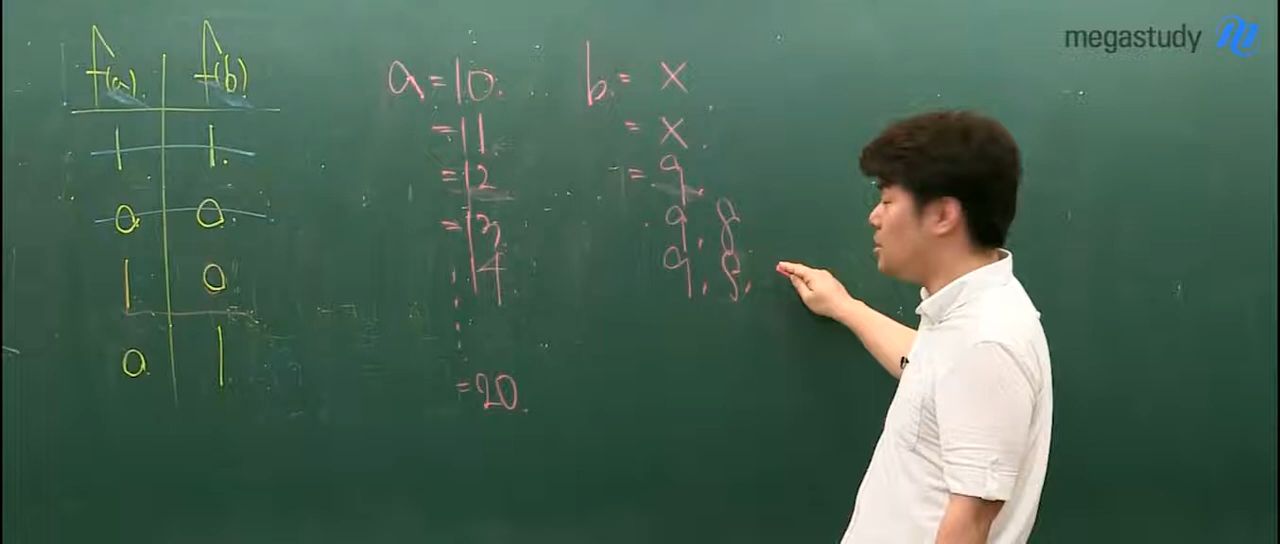 megastudy
f(a) f(b)
1 1.
0 0.
1 0
0 1
a=10. b.= x
=11 = x.
=12 = 9.
=13 9, 8
14 9, 8.
=20.